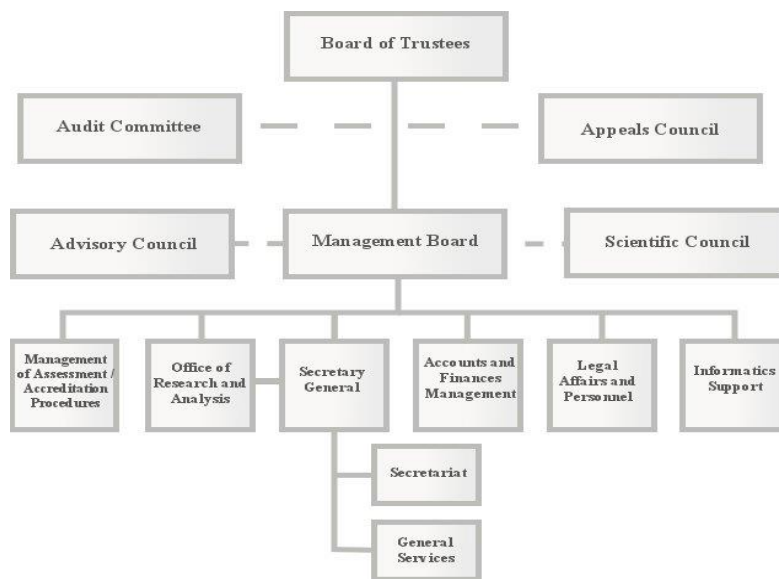 Board of Trustees
Audit Committee
Appeals Council
Advisory Council
Management Board
Scientific Council
Management
of Assessment /
Accreditation
Procedures
Office of
Research and
Analysis
Secretary
General
Accounts and
Finances
Management
Legal
Affairs and
Personnel
Informatics
Support
Secretariat
General
Services